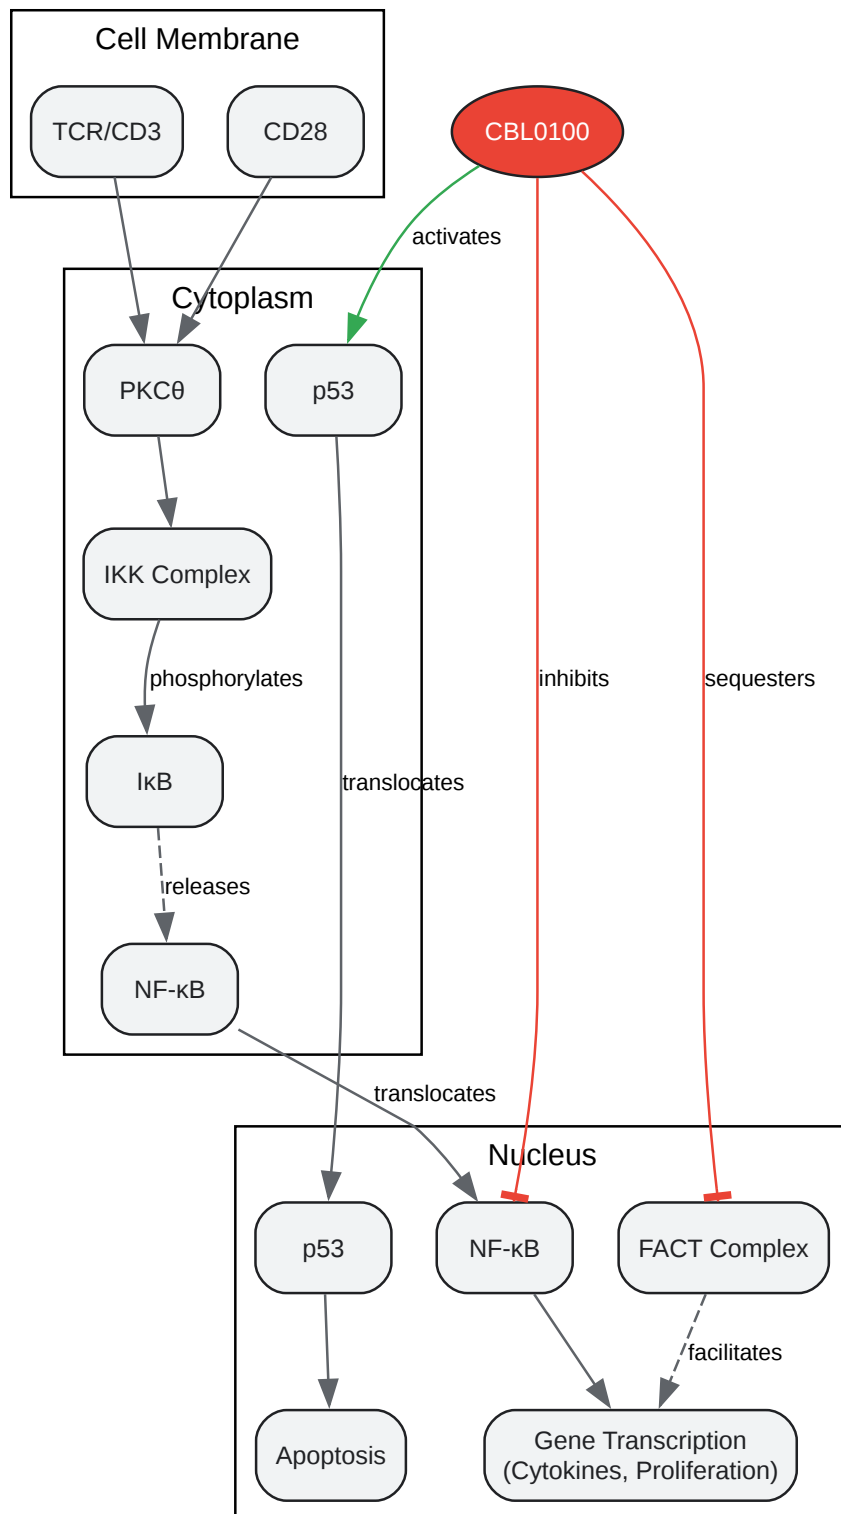 Cell Membrane
TCR/CD3
CD28
CBL0100
activates
Cytoplasm
PKCθ
p53
IKK Complex
phosphorylates
inhibits
sequesters
IκB
translocates
releases
NF-κB
translocates
Nucleus
p53
NF-κB
FACT Complex
facilitates
Apoptosis
Gene Transcription
(Cytokines, Proliferation)